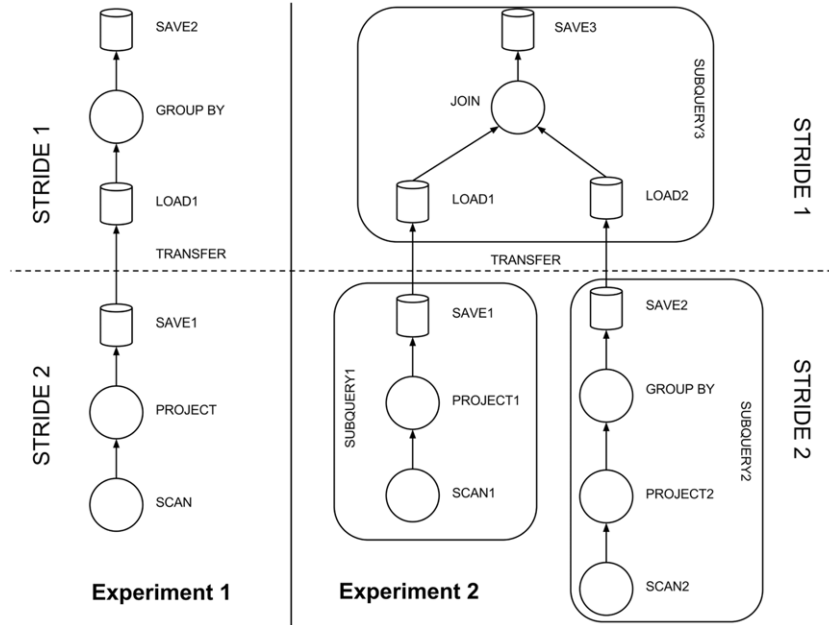 SAVE2
GROUP BY
STRIDE 1
LOAD1
TRANSFER
SAVE1
STRIDE 2
PROJECT
SCAN
Experiment 1
SAVE3
JOIN
SUBQUERY3
STRIDE 1
LOAD1
LOAD2
TRANSFER
SAVE1
SUBQUERY1
PROJECT1
SCAN1
SAVE2
GROUP BY
SUBQUERY2
STRIDE 2
PROJECT2
SCAN2
Experiment 2